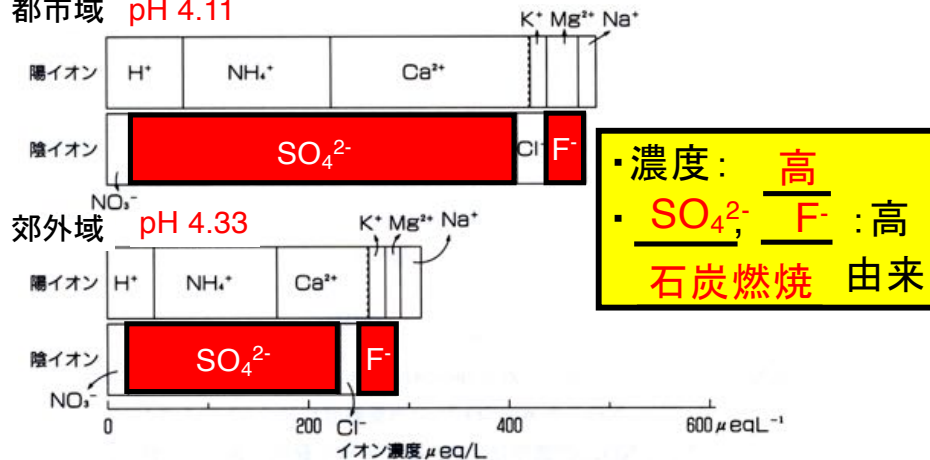 都市域 pH 4.11
K⁺ Mg²⁺ Na⁺
陽イオン H⁺ NH₄⁺ Ca²⁺
陰イオン SO₄²⁻ Cl⁻ F⁻
NO₃⁻
・濃度: 高
・ SO₄²⁻, F⁻ :高
石炭燃焼 由来
郊外域 pH 4.33
K⁺ Mg²⁺ Na⁺
陽イオン H⁺ NH₄⁺ Ca²⁺
陰イオン SO₄²⁻ F⁻
NO₃⁻
0 200 Cl⁻ 400 600 μeqL⁻¹
イオン濃度 μeq/L